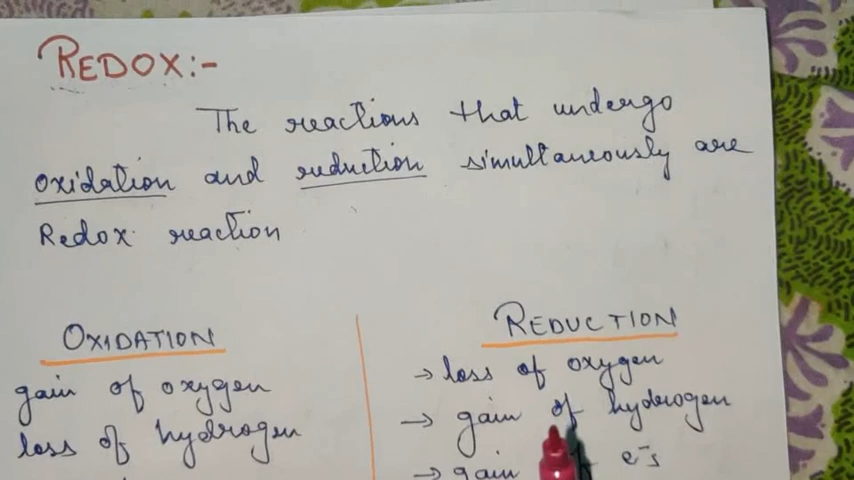 REDOX:-
The reactions that undergo
oxidation and reduction simultaneously are
Redox reaction
OXIDATION
gain of oxygen
loss of hydrogen
REDUCTION
→ loss of oxygen
→ gain of hydrogen
→ gain e⁻s